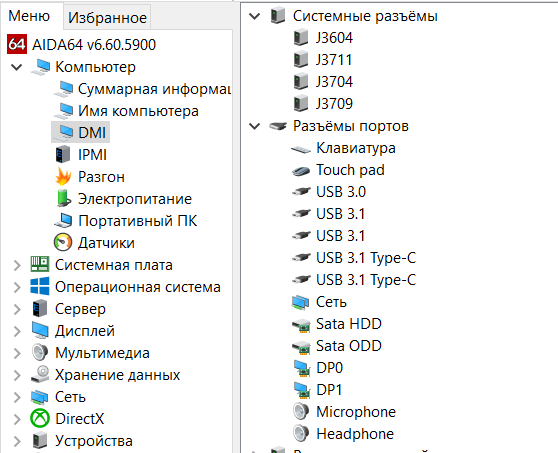 Меню
Избранное
AIDA64 v6.60.5900
Компьютер
Суммарная информац
Имя компьютера
DMI
IPMI
Разгон
Электропитание
Портативный ПК
Датчики
Системная плата
Операционная система
Сервер
Дисплей
Мультимедиа
Хранение данных
Сеть
DirectX
Устройства
Системные разъёмы
J3604
J3711
J3704
J3709
Разъёмы портов
Клавиатура
Touch pad
USB 3.0
USB 3.1
USB 3.1
USB 3.1 Type-C
USB 3.1 Type-C
Сеть
Sata HDD
Sata ODD
DP0
DP1
Microphone
Headphone